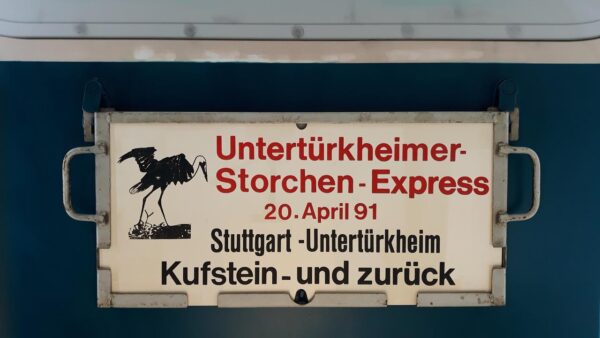 Untertürkheimer-
Storchen - Express
20. April 91
Stuttgart - Untertürkheim
Kufstein - und zurück